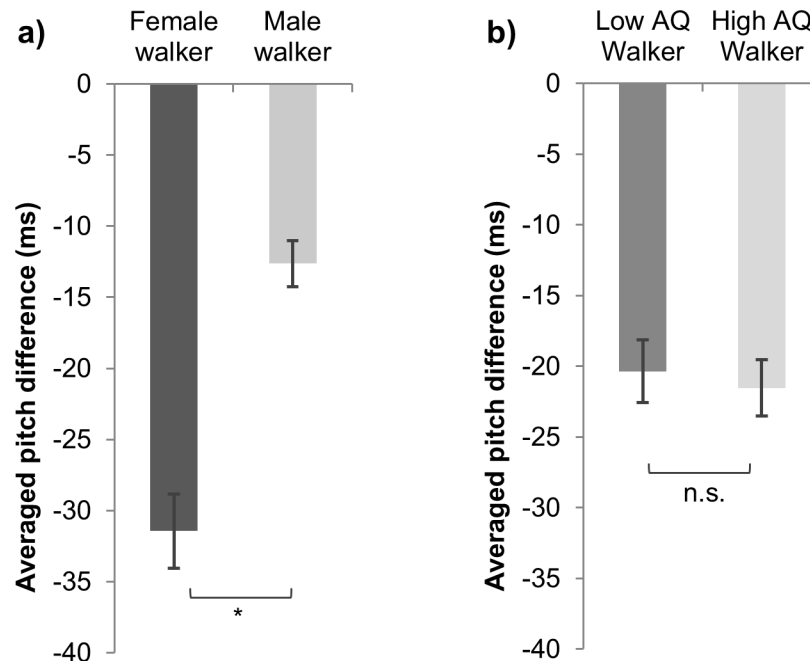 a)
Female
walker
Male
walker
0
-5
-10
-15
-20
-25
-30
-35
-40
Averaged pitch difference (ms)
*
b)
Low AQ
Walker
High AQ
Walker
0
-5
-10
-15
-20
-25
-30
-35
-40
Averaged pitch difference (ms)
n.s.